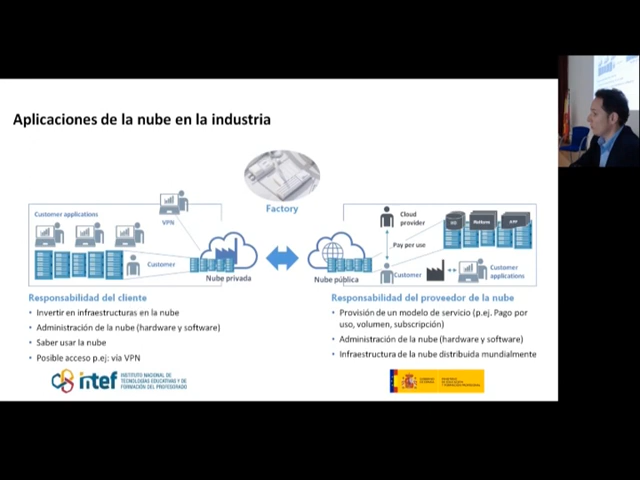 Aplicaciones de la nube en la industria
Factory
Customer applications
VPN
Customer
Nube privada
Cloud
provider
Pay per use
Customer
Customer
applications
Nube pública
Responsabilidad del cliente
• Invertir en infraestructuras en la nube
• Administración de la nube (hardware y software)
• Saber usar la nube
• Posible acceso p.ej: vía VPN
Responsabilidad del proveedor de la nube
• Provisión de un modelo de servicio (p.ej. Pago por
uso, volumen, subscripción)
• Administración de la nube (hardware y software)
• Infraestructura de la nube distribuida mundialmente
intef
INSTITUTO NACIONAL DE
TECNOLOGÍAS EDUCATIVAS Y DE
FORMACIÓN DEL PROFESORADO